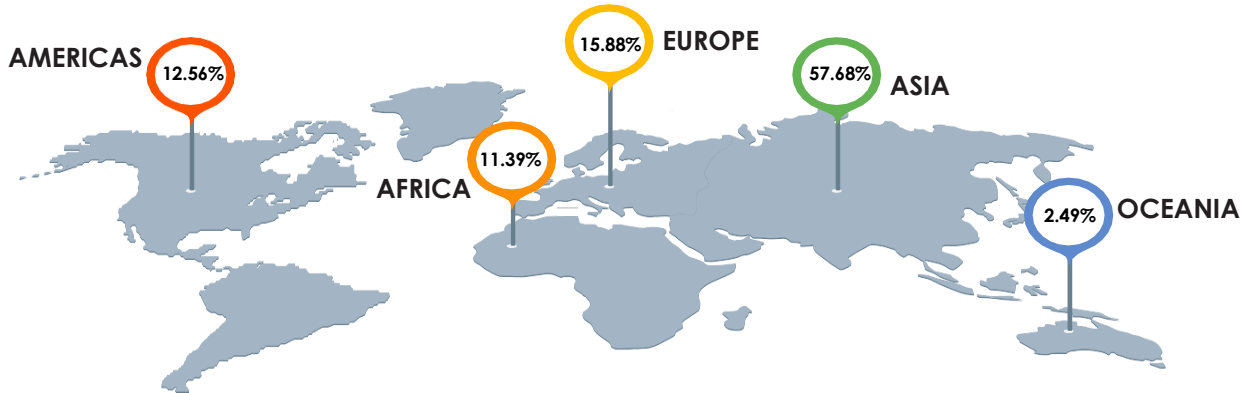 AMERICAS
12.56%
15.88%
EUROPE
57.68%
ASIA
11.39%
AFRICA
2.49%
OCEANIA